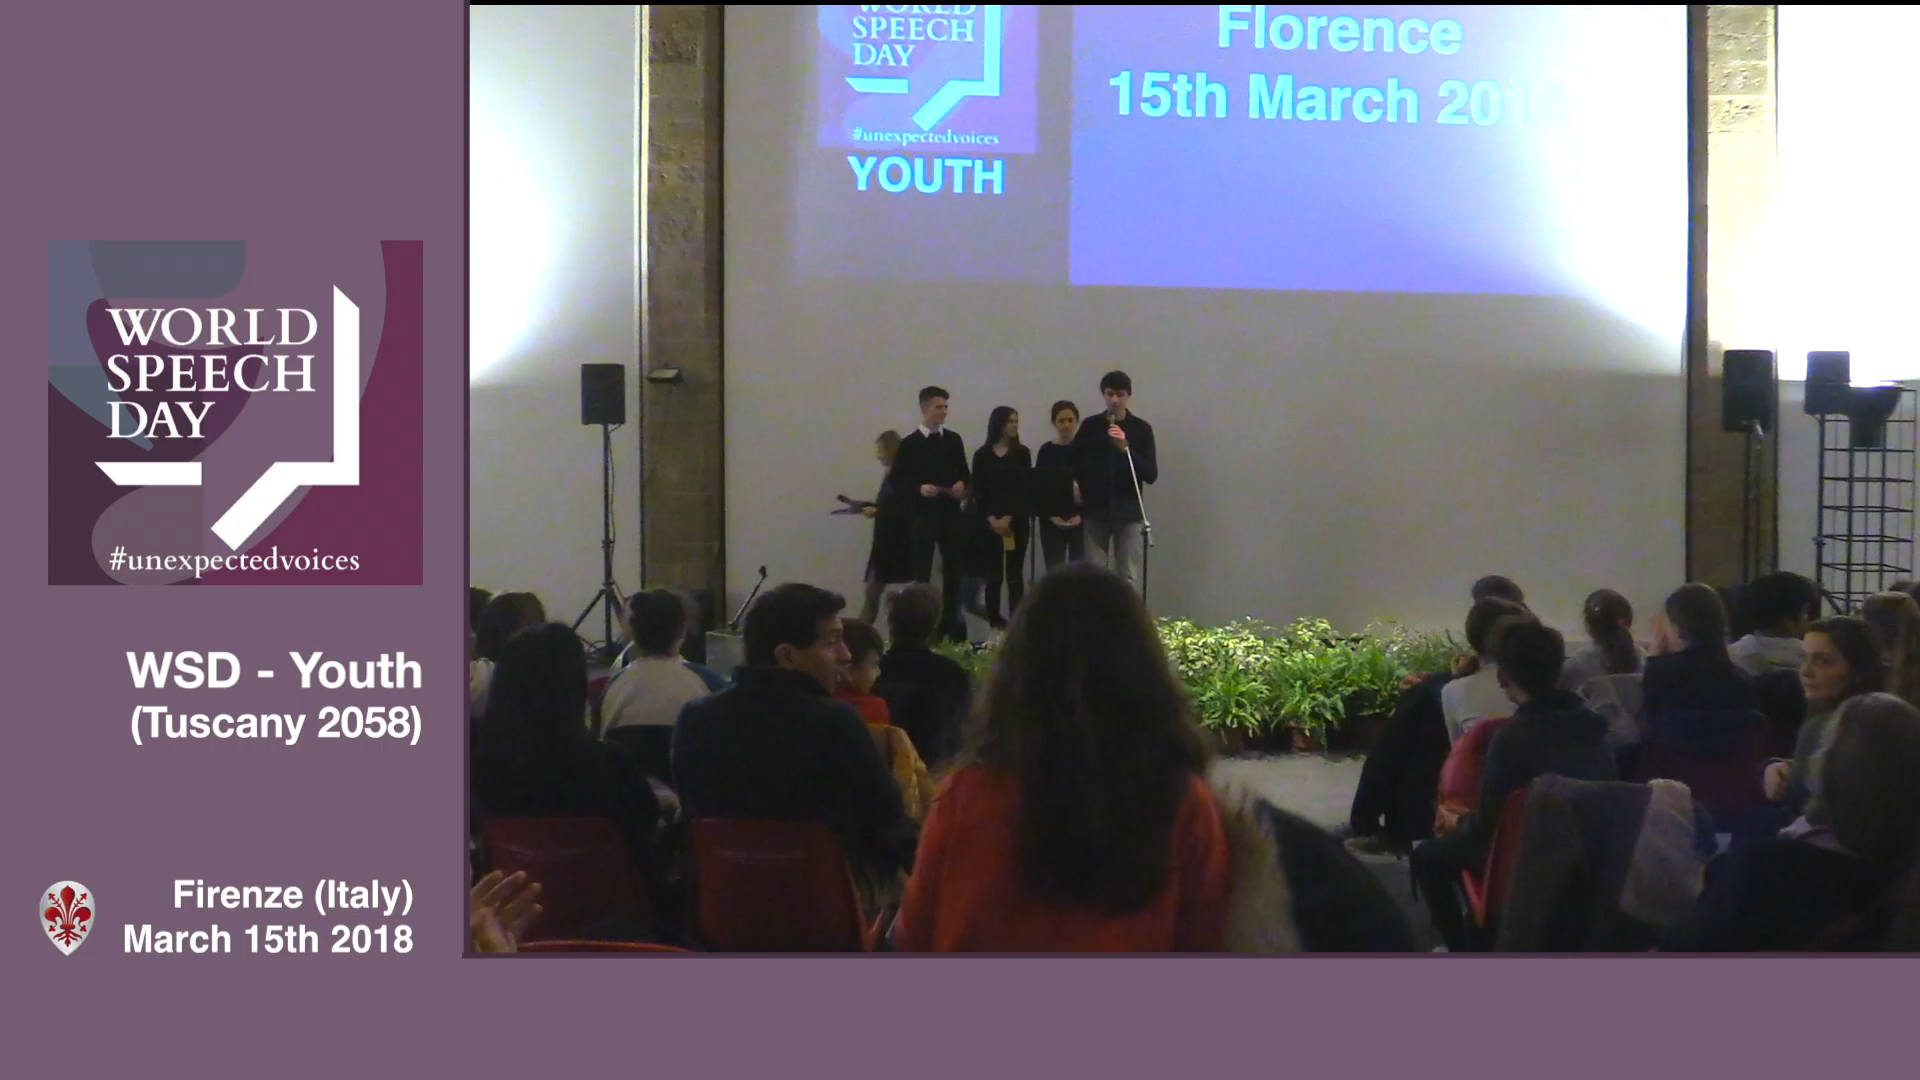 WORLD
SPEECH
DAY
#unexpectedvoices
WSD - Youth
(Tuscany 2058)
Firenze (Italy)
March 15th 2018
WORLD
SPEECH
DAY
#unexpectedvoices
YOUTH
Florence
15th March